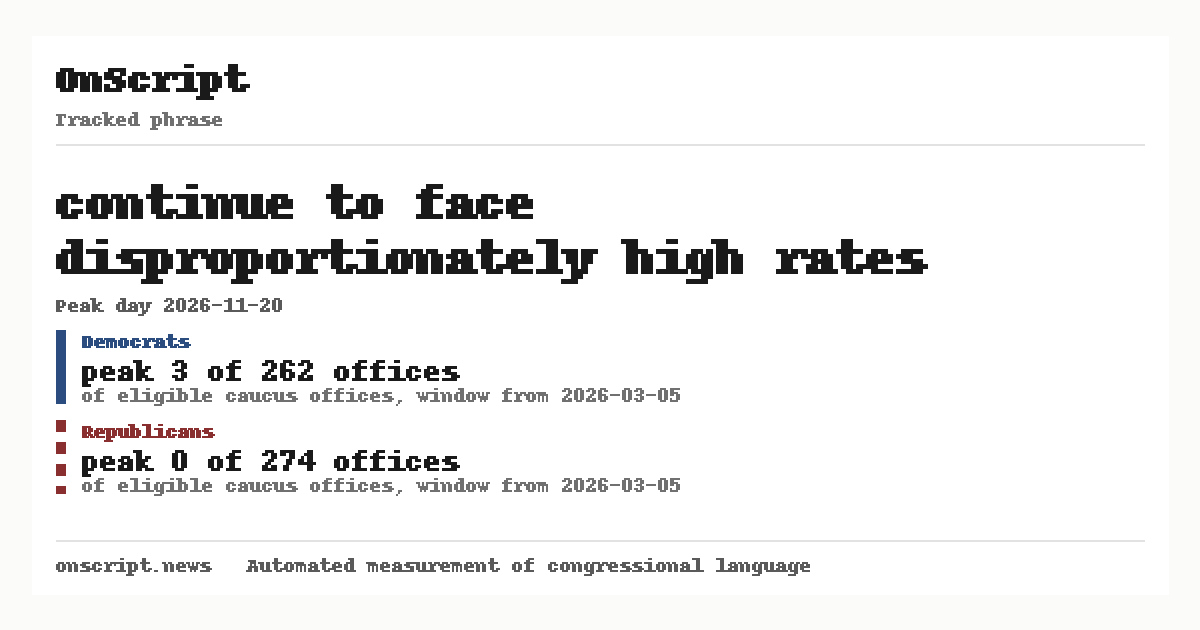 OnScript
Tracked phrase
continue to face
disproportionately high rates
Peak day 2026-11-20
Democrats
peak 3 of 262 offices
of eligible caucus offices, window from 2026-03-05
Republicans
peak 0 of 274 offices
of eligible caucus offices, window from 2026-03-05
onscript.news   Automated measurement of congressional language